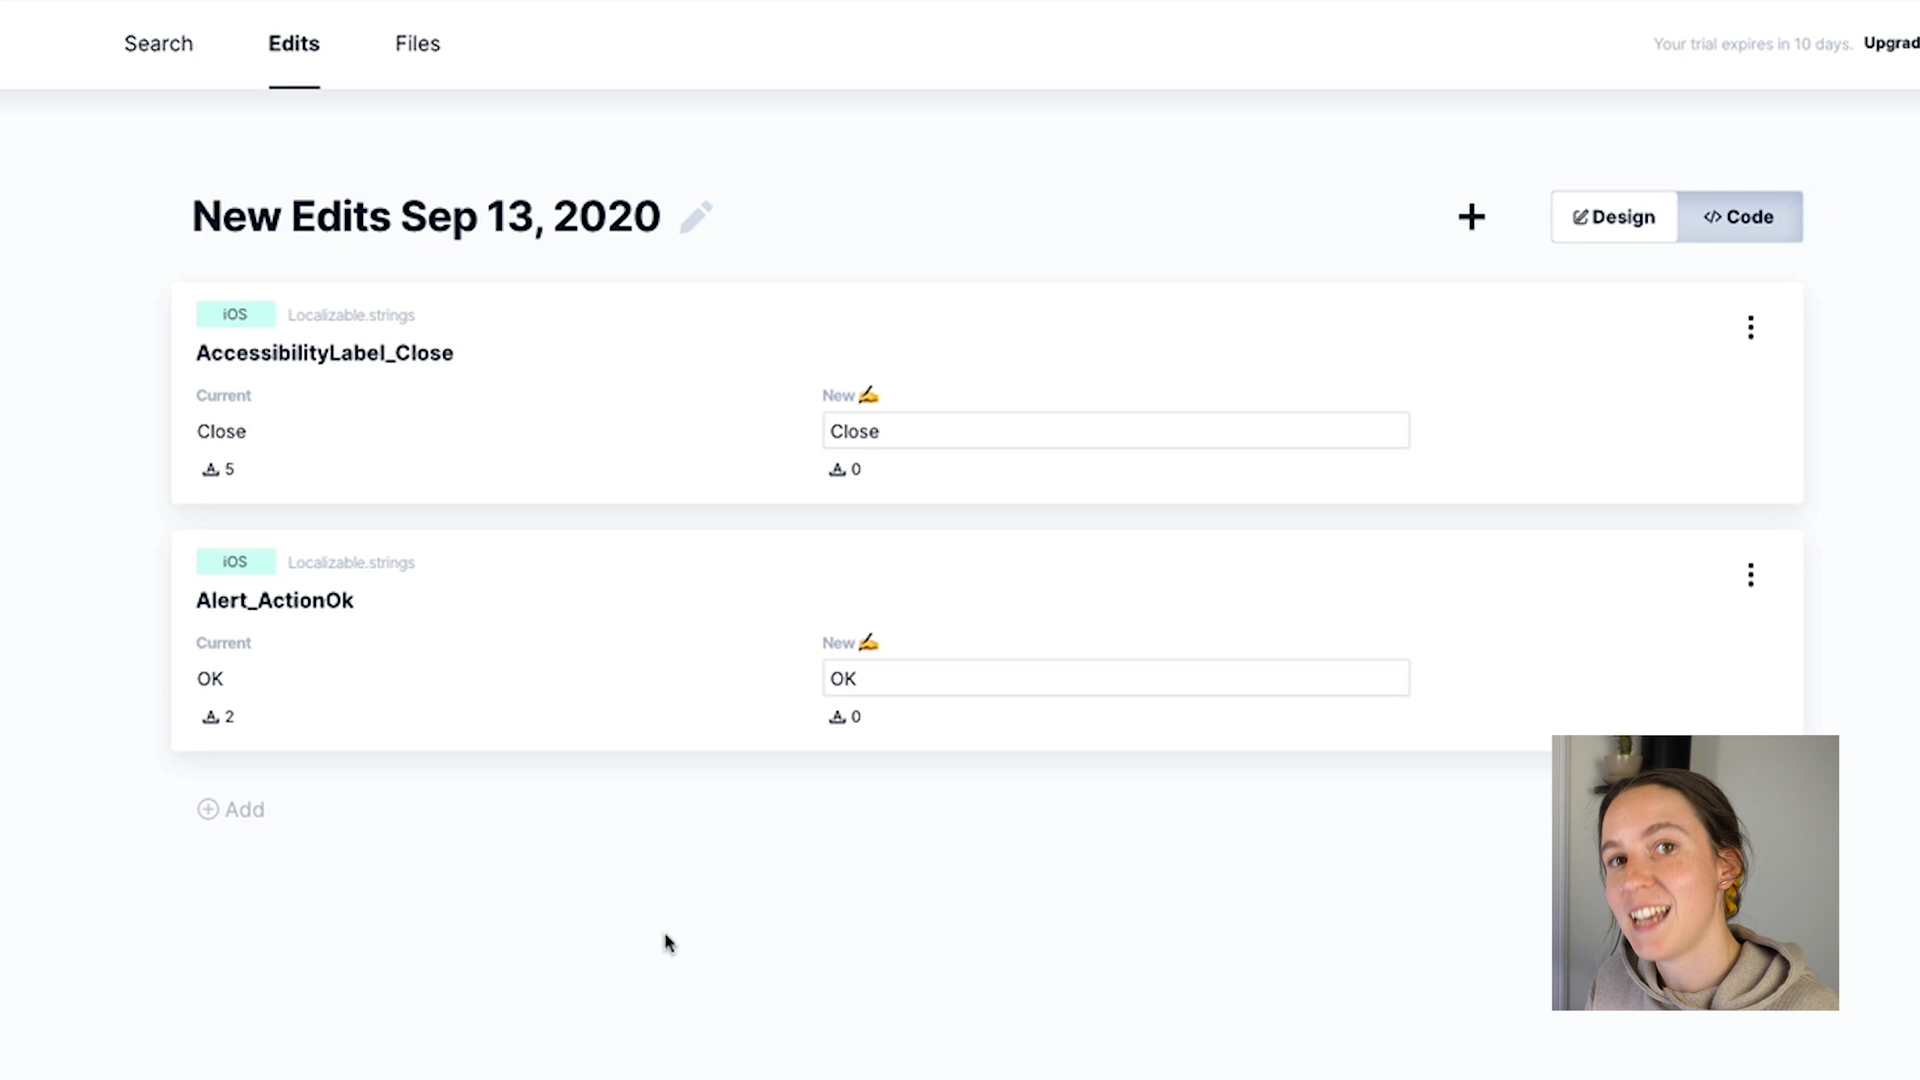 Search Edits Files Your trial expires in 10 days. Upgrad
New Edits Sep 13, 2020 Design </> Code
iOS Localizable.strings
AccessibilityLabel_Close
Current New
Close Close
5 0
iOS Localizable.strings
Alert_ActionOk
Current New
OK OK
2 0
Add